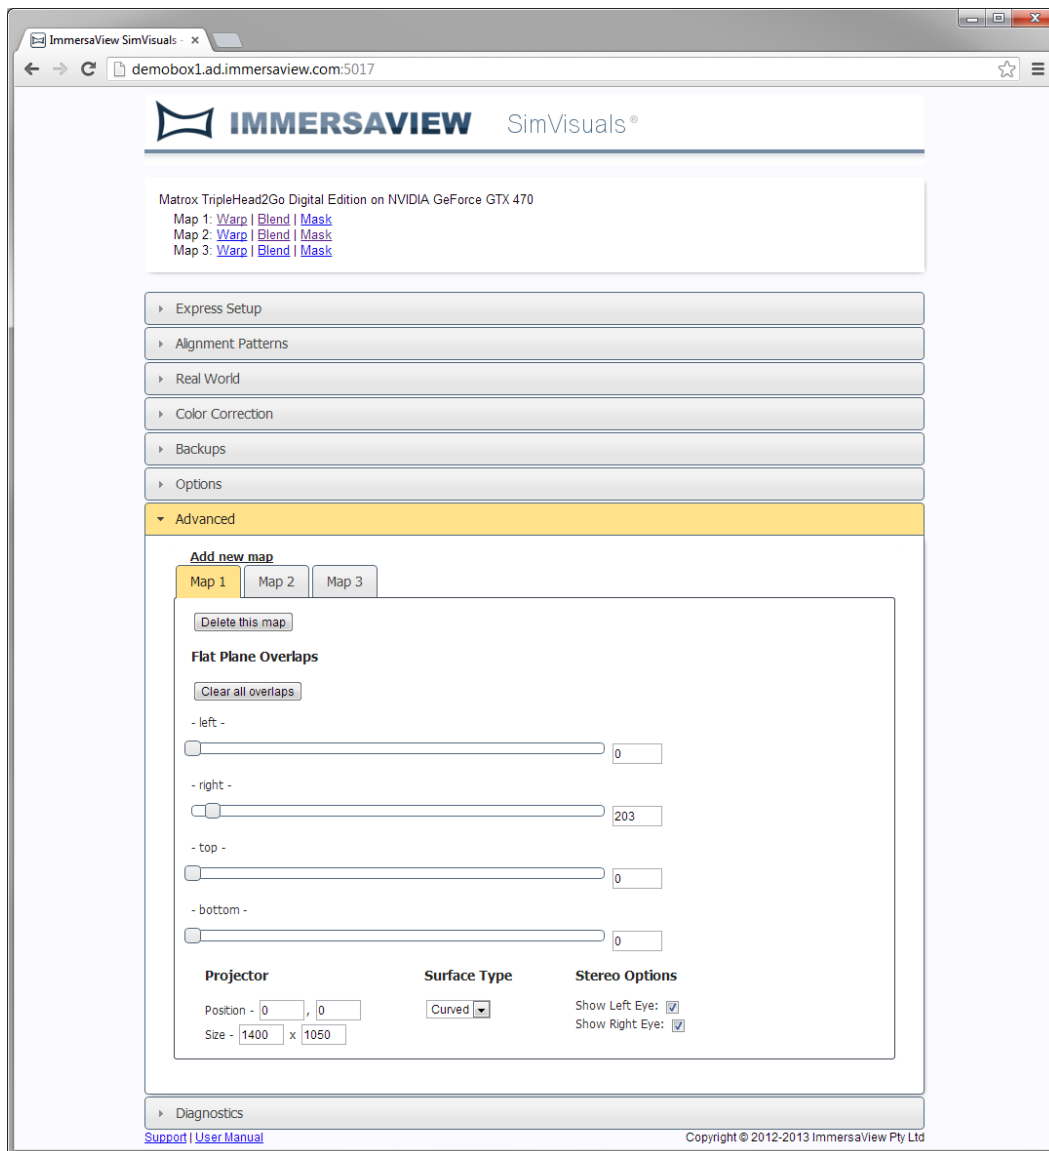 ImmersaView SimVisuals -
demobox1.ad.immersaview.com:5017
IMMERSAVIEW SimVisuals®
Matrox TripleHead2Go Digital Edition on NVIDIA GeForce GTX 470
Map 1: Warp | Blend | Mask
Map 2: Warp | Blend | Mask
Map 3: Warp | Blend | Mask
Express Setup
Alignment Patterns
Real World
Color Correction
Backups
Options
Advanced
Add new map
Map 1 Map 2 Map 3
Delete this map
Flat Plane Overlaps
Clear all overlaps
- left -
0
- right -
203
- top -
0
- bottom -
0
Projector Surface Type Stereo Options
Position - 0 , 0 Curved Show Left Eye:
Size - 1400 x 1050 Show Right Eye:
Diagnostics
Support | User Manual Copyright © 2012-2013 ImmersaView Pty Ltd